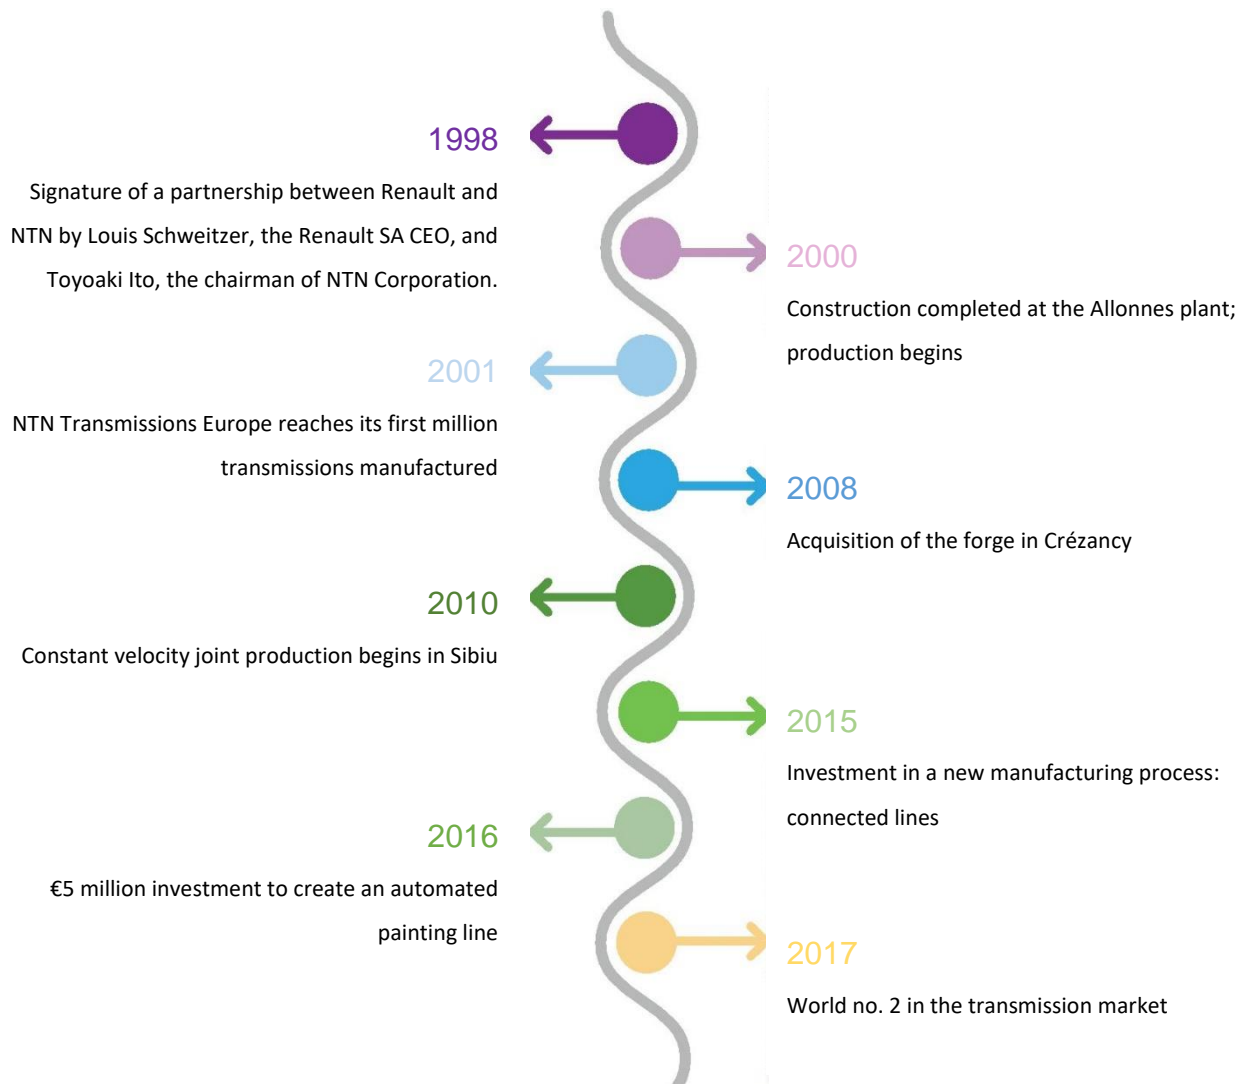 1998
Signature of a partnership between Renault and
NTN by Louis Schweitzer, the Renault SA CEO, and
Toyoaki Ito, the chairman of NTN Corporation.
2000
Construction completed at the Allonnes plant;
production begins
2001
NTN Transmissions Europe reaches its first million
transmissions manufactured
2008
Acquisition of the forge in Crézancy
2010
Constant velocity joint production begins in Sibiu
2015
Investment in a new manufacturing process:
connected lines
2016
€5 million investment to create an automated
painting line
2017
World no. 2 in the transmission market